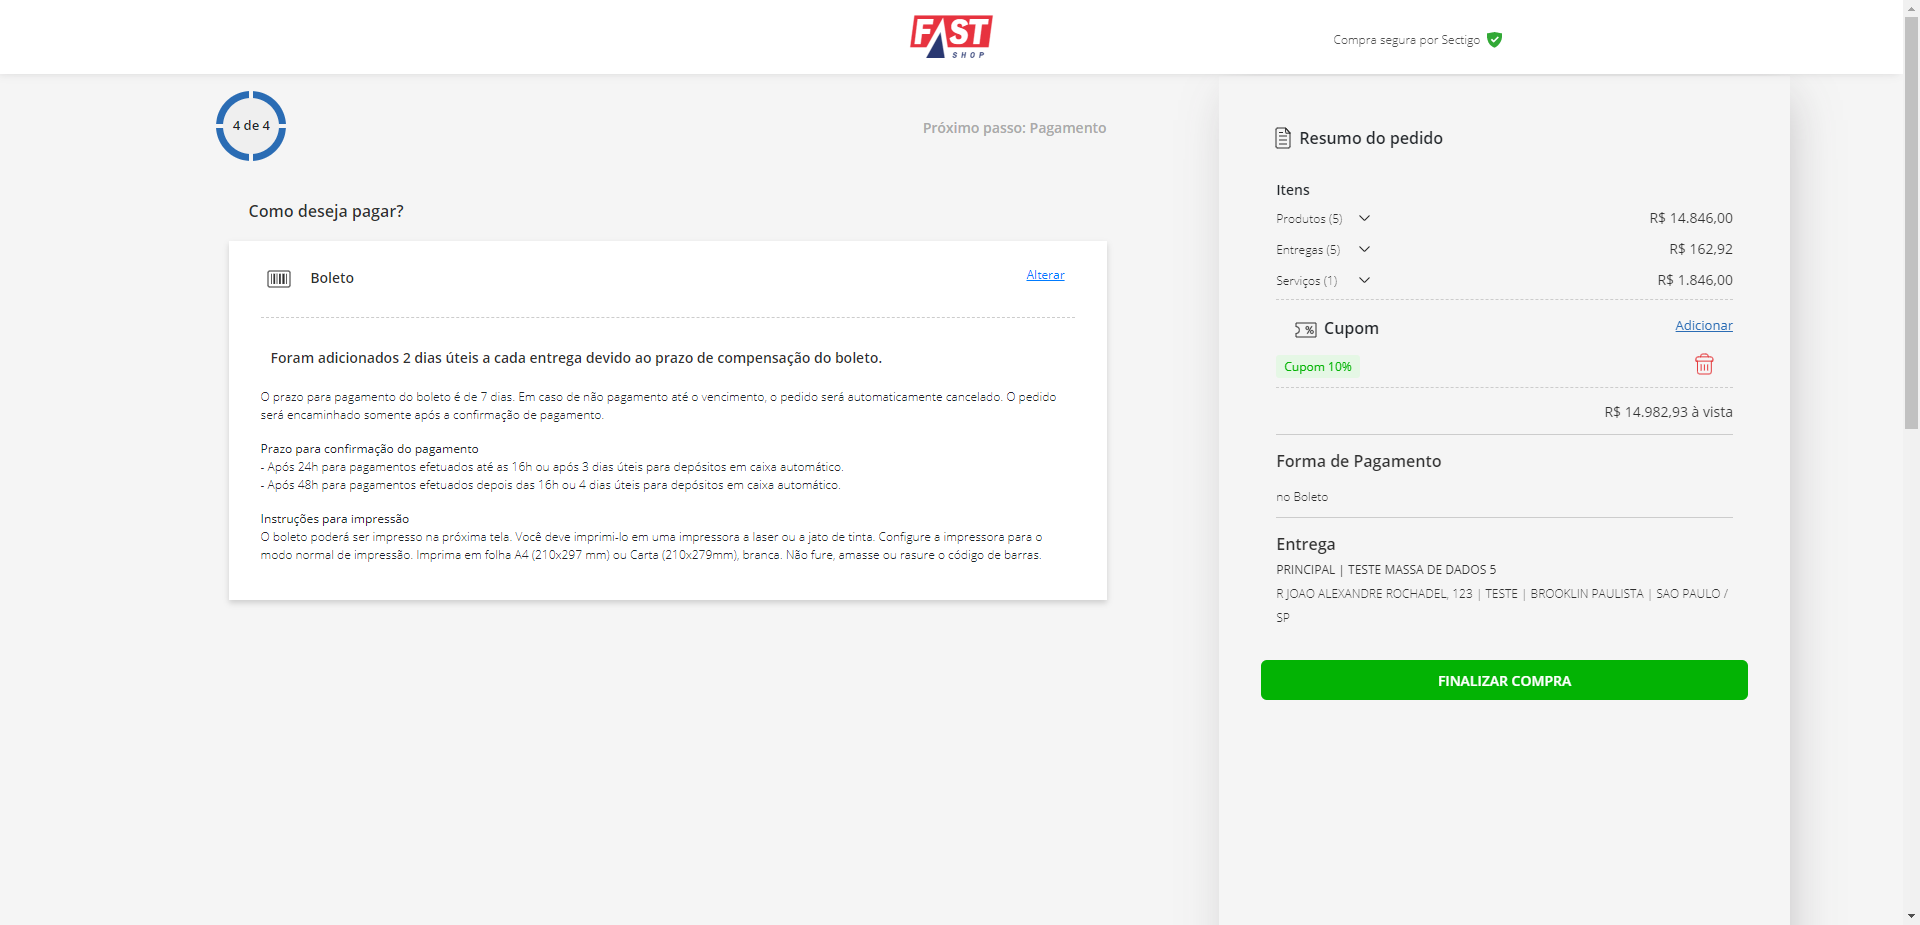 FAST
SHOP
Compra segura por Sectigo
4 de 4
Próximo passo: Pagamento
Como deseja pagar?
Boleto
Alterar
Foram adicionados 2 dias úteis a cada entrega devido ao prazo de compensação do boleto.
O prazo para pagamento do boleto é de 7 dias. Em caso de não pagamento até o vencimento, o pedido será automaticamente cancelado. O pedido
será encaminhado somente após a confirmação de pagamento.
Prazo para confirmação do pagamento
- Após 24h para pagamentos efetuados até as 16h ou após 3 dias úteis para depósitos em caixa automático.
- Após 48h para pagamentos efetuados depois das 16h ou 4 dias úteis para depósitos em caixa automático.
Instruções para impressão
O boleto poderá ser impresso na próxima tela. Você deve imprimi-lo em uma impressora a laser ou a jato de tinta. Configure a impressora para o
modo normal de impressão. Imprima em folha A4 (210x297 mm) ou Carta (210x279mm), branca. Não fure, amasse ou rasure o código de barras.
Resumo do pedido
Itens
Produtos (5) R$ 14.846,00
Entregas (5) R$ 162,92
Serviços (1) R$ 1.846,00
% Cupom Adicionar
Cupom 10%
R$ 14.982,93 à vista
Forma de Pagamento
no Boleto
Entrega
PRINCIPAL | TESTE MASSA DE DADOS 5
R JOAO ALEXANDRE ROCHADEL, 123 | TESTE | BROOKLIN PAULISTA | SAO PAULO /
SP
FINALIZAR COMPRA